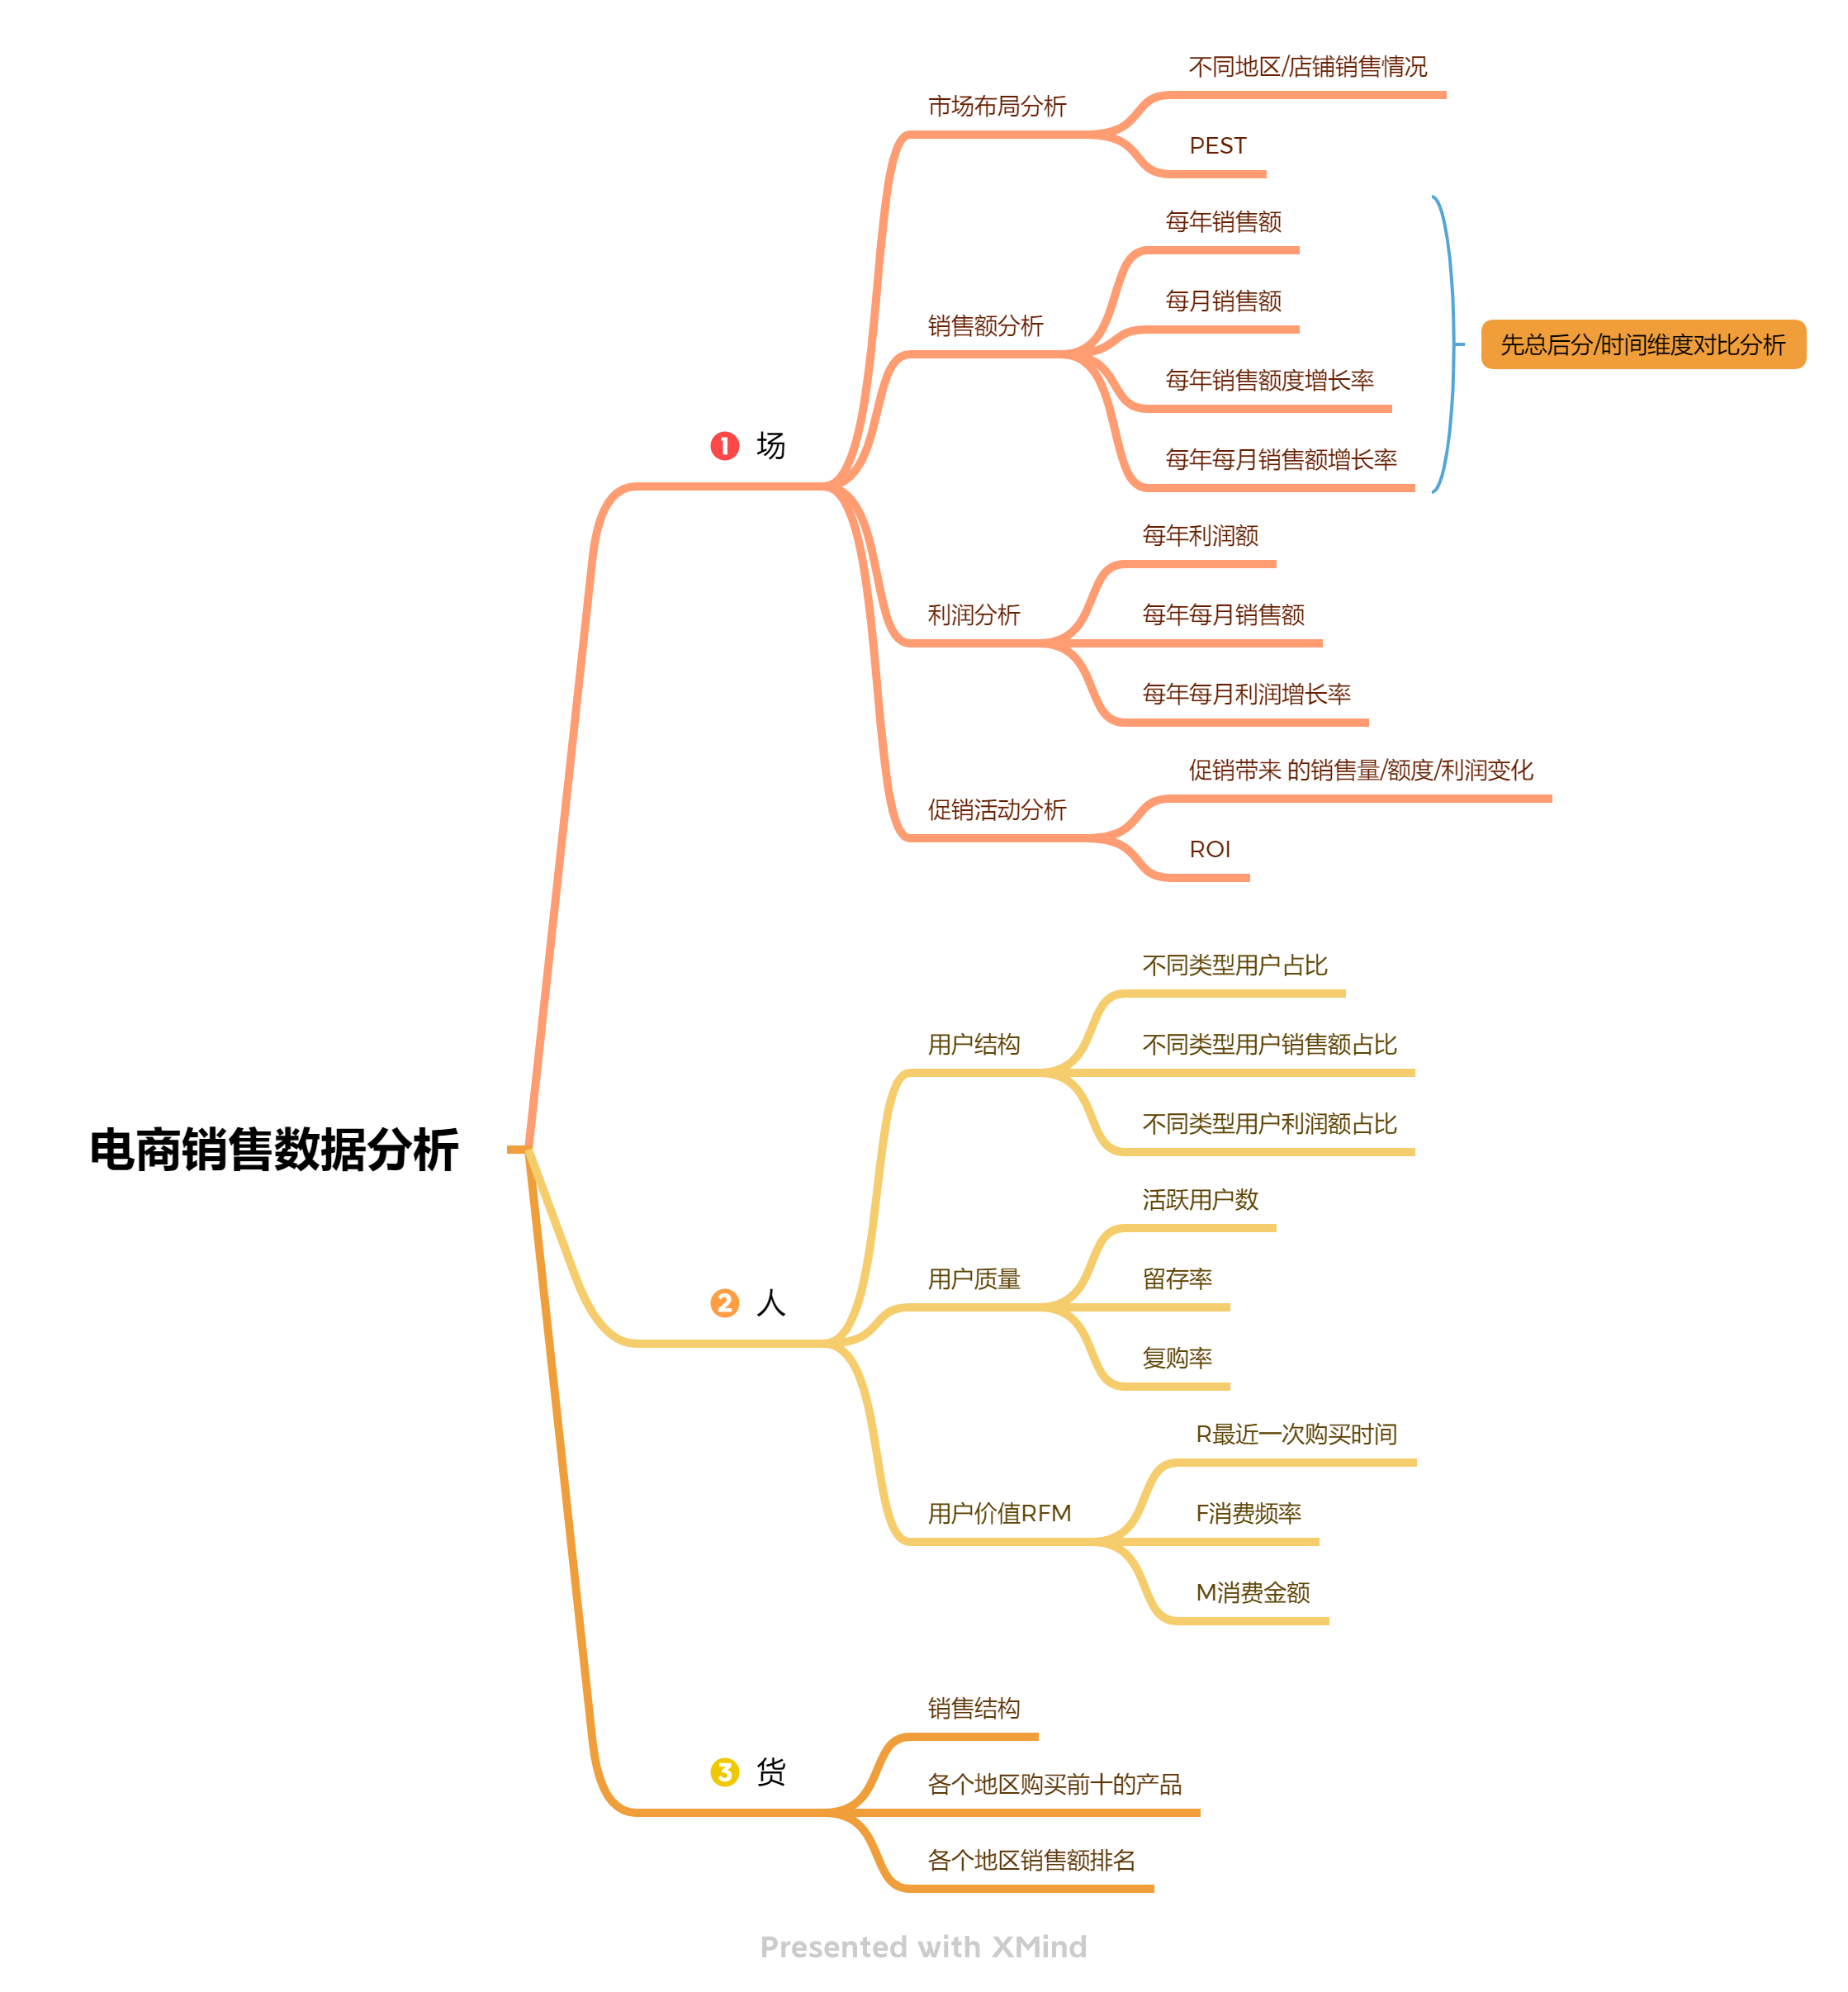 电商销售数据分析
1 场
市场布局分析
不同地区/店铺销售情况
PEST
销售额分析
每年销售额
每月销售额
每年销售额度增长率
每年每月销售额增长率
先总后分/时间维度对比分析
利润分析
每年利润额
每年每月销售额
每年每月利润增长率
促销活动分析
促销带来 的销售量/额度/利润变化
ROI
2 人
用户结构
不同类型用户占比
不同类型用户销售额占比
不同类型用户利润额占比
用户质量
活跃用户数
留存率
复购率
用户价值RFM
R最近一次购买时间
F消费频率
M消费金额
3 货
销售结构
各个地区购买前十的产品
各个地区销售额排名
Presented with XMind